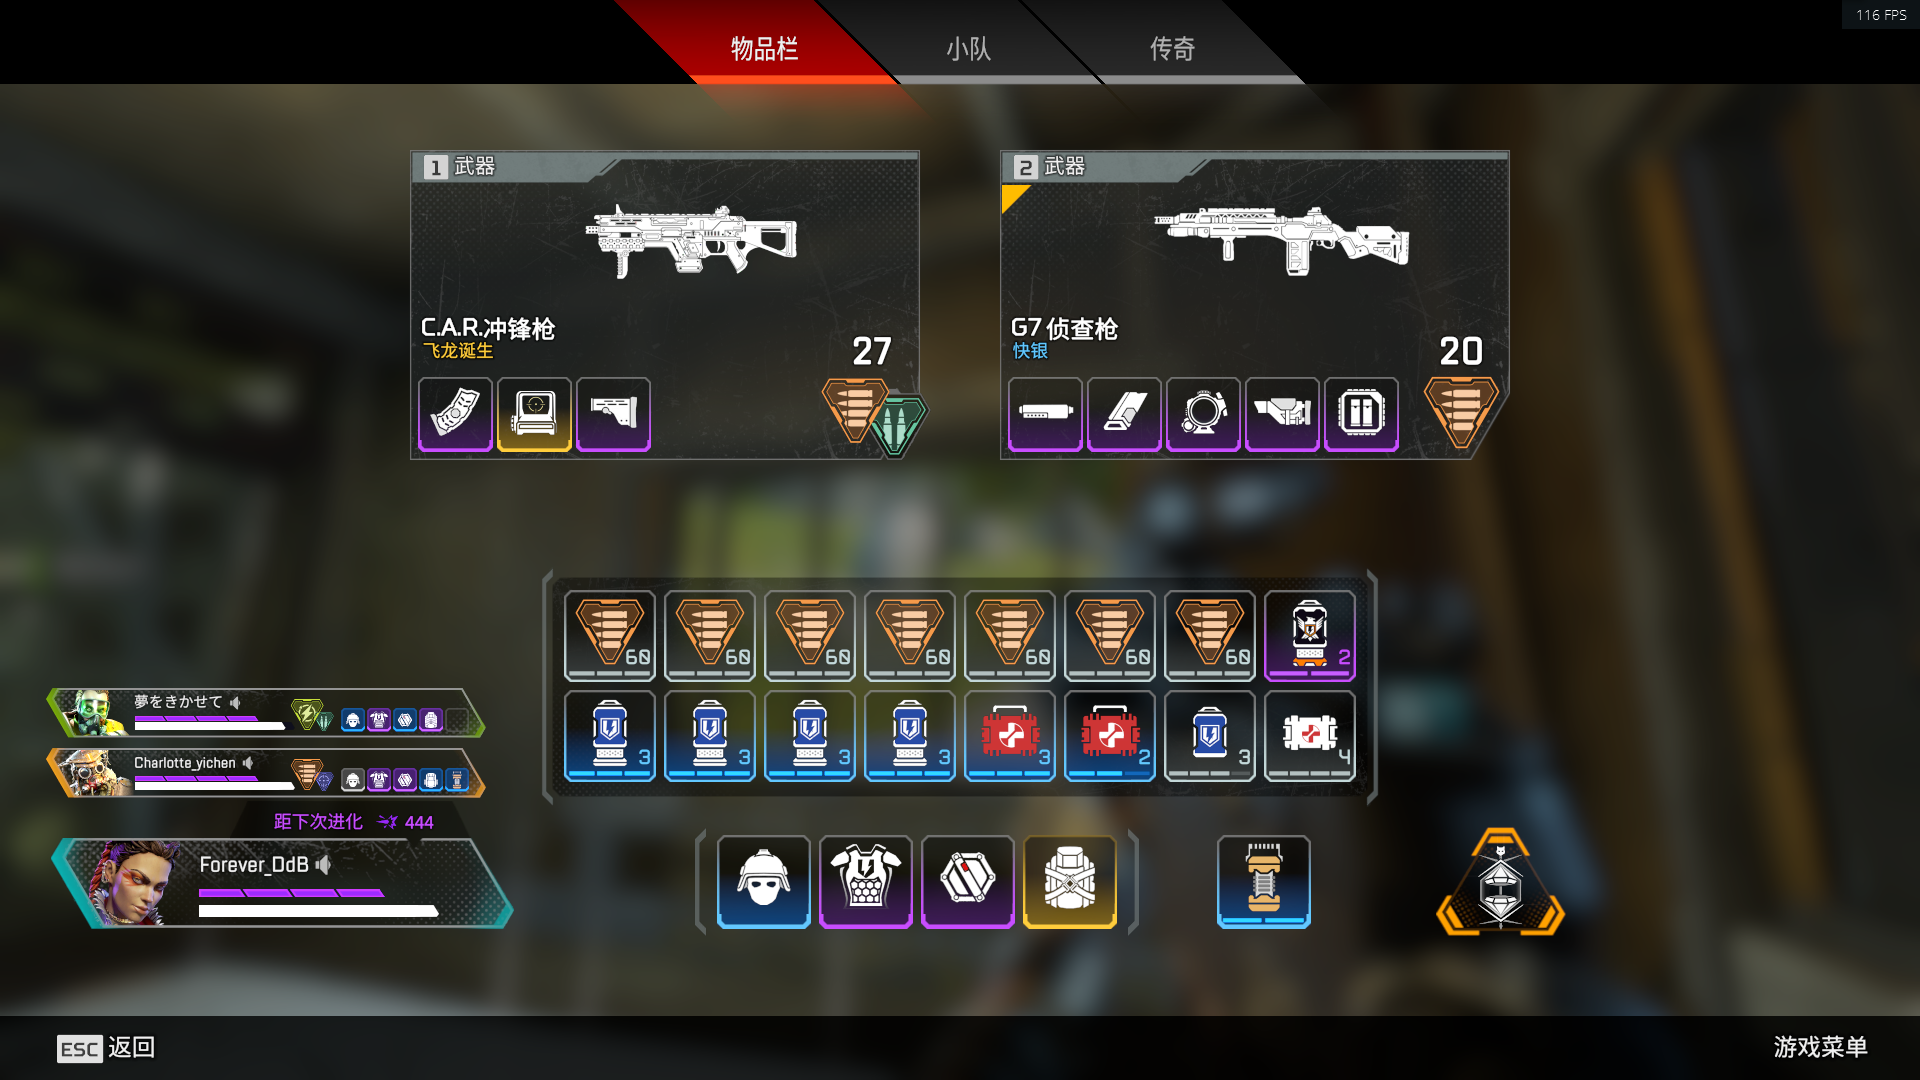 116 FPS
物品栏
小队
传奇
1 武器
2 武器
C.A.R.冲锋枪
飞龙诞生
27
G7 侦查枪
快银
20
60 60 60 60 60 60 60 2
3 3 3 3 3 2 3 4
夢をきかせて
Charlotte_yichen
距下次进化 444
Forever_DdB
ESC 返回
游戏菜单